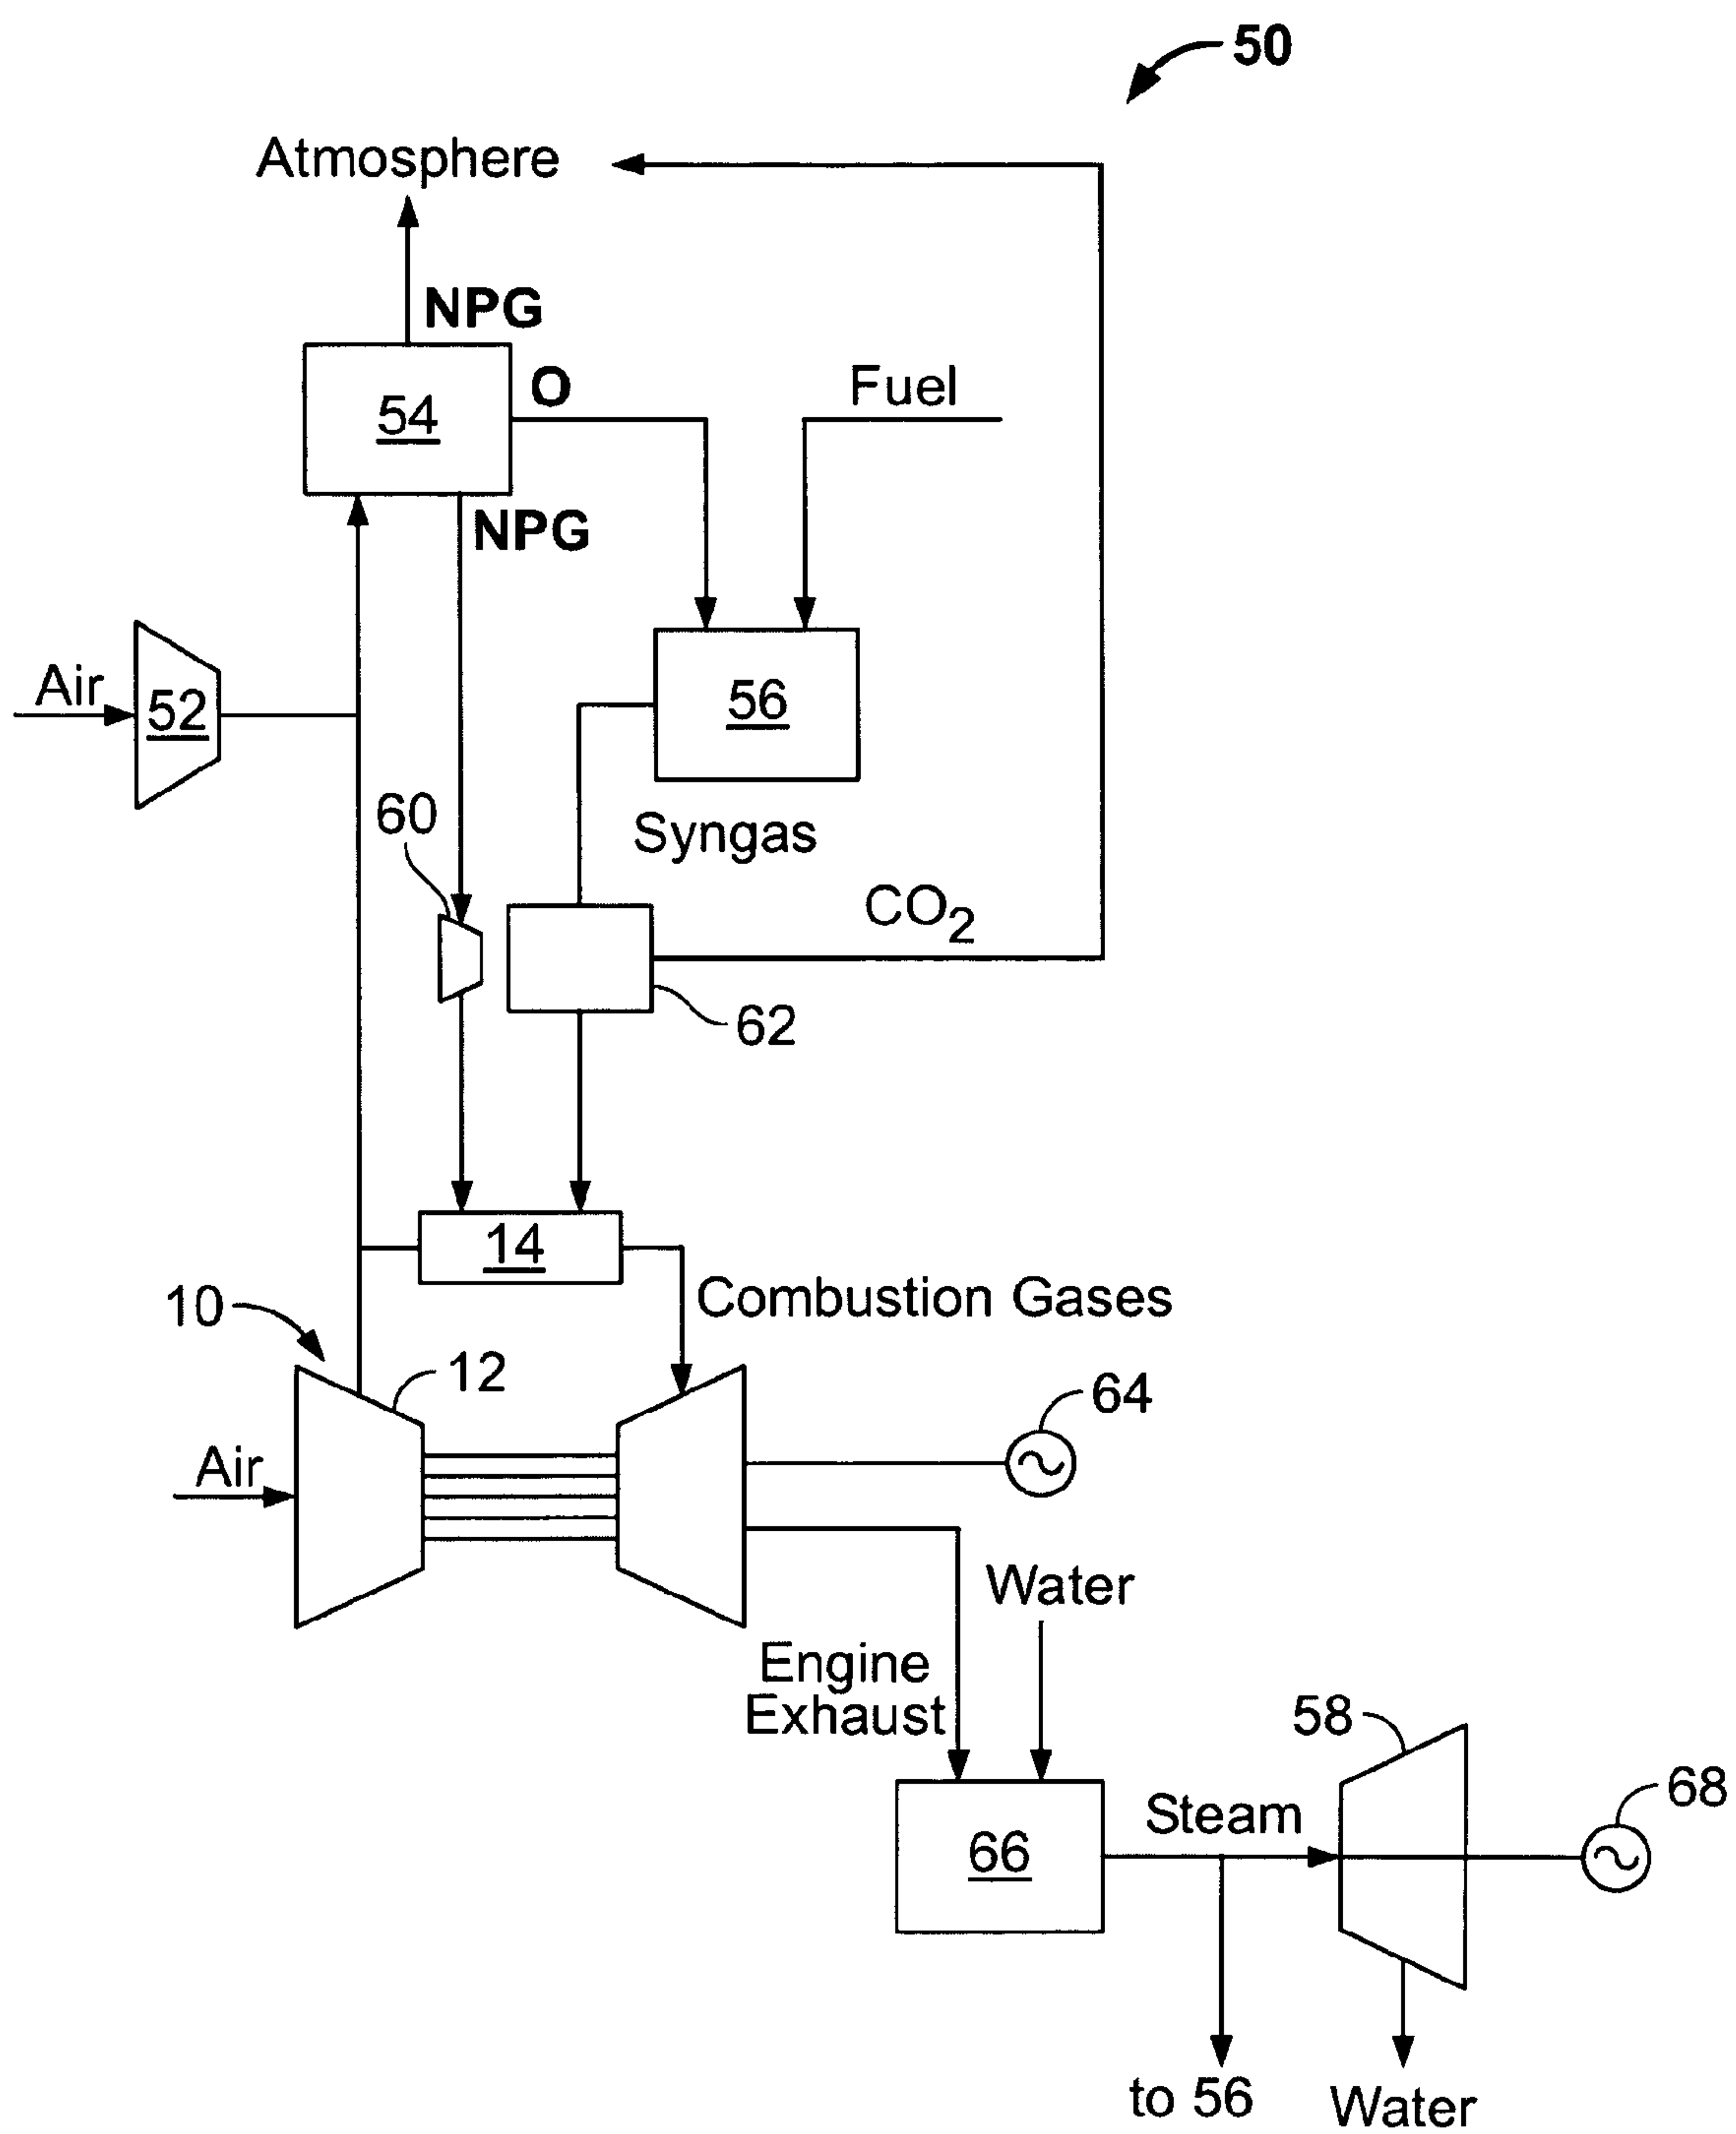 50
Atmosphere
NPG
O
Fuel
54
NPG
Air
52
56
60
Syngas
CO2
62
14
10
Combustion Gases
12
64
Air
Water
Engine
Exhaust
58
68
Steam
66
to 56
Water